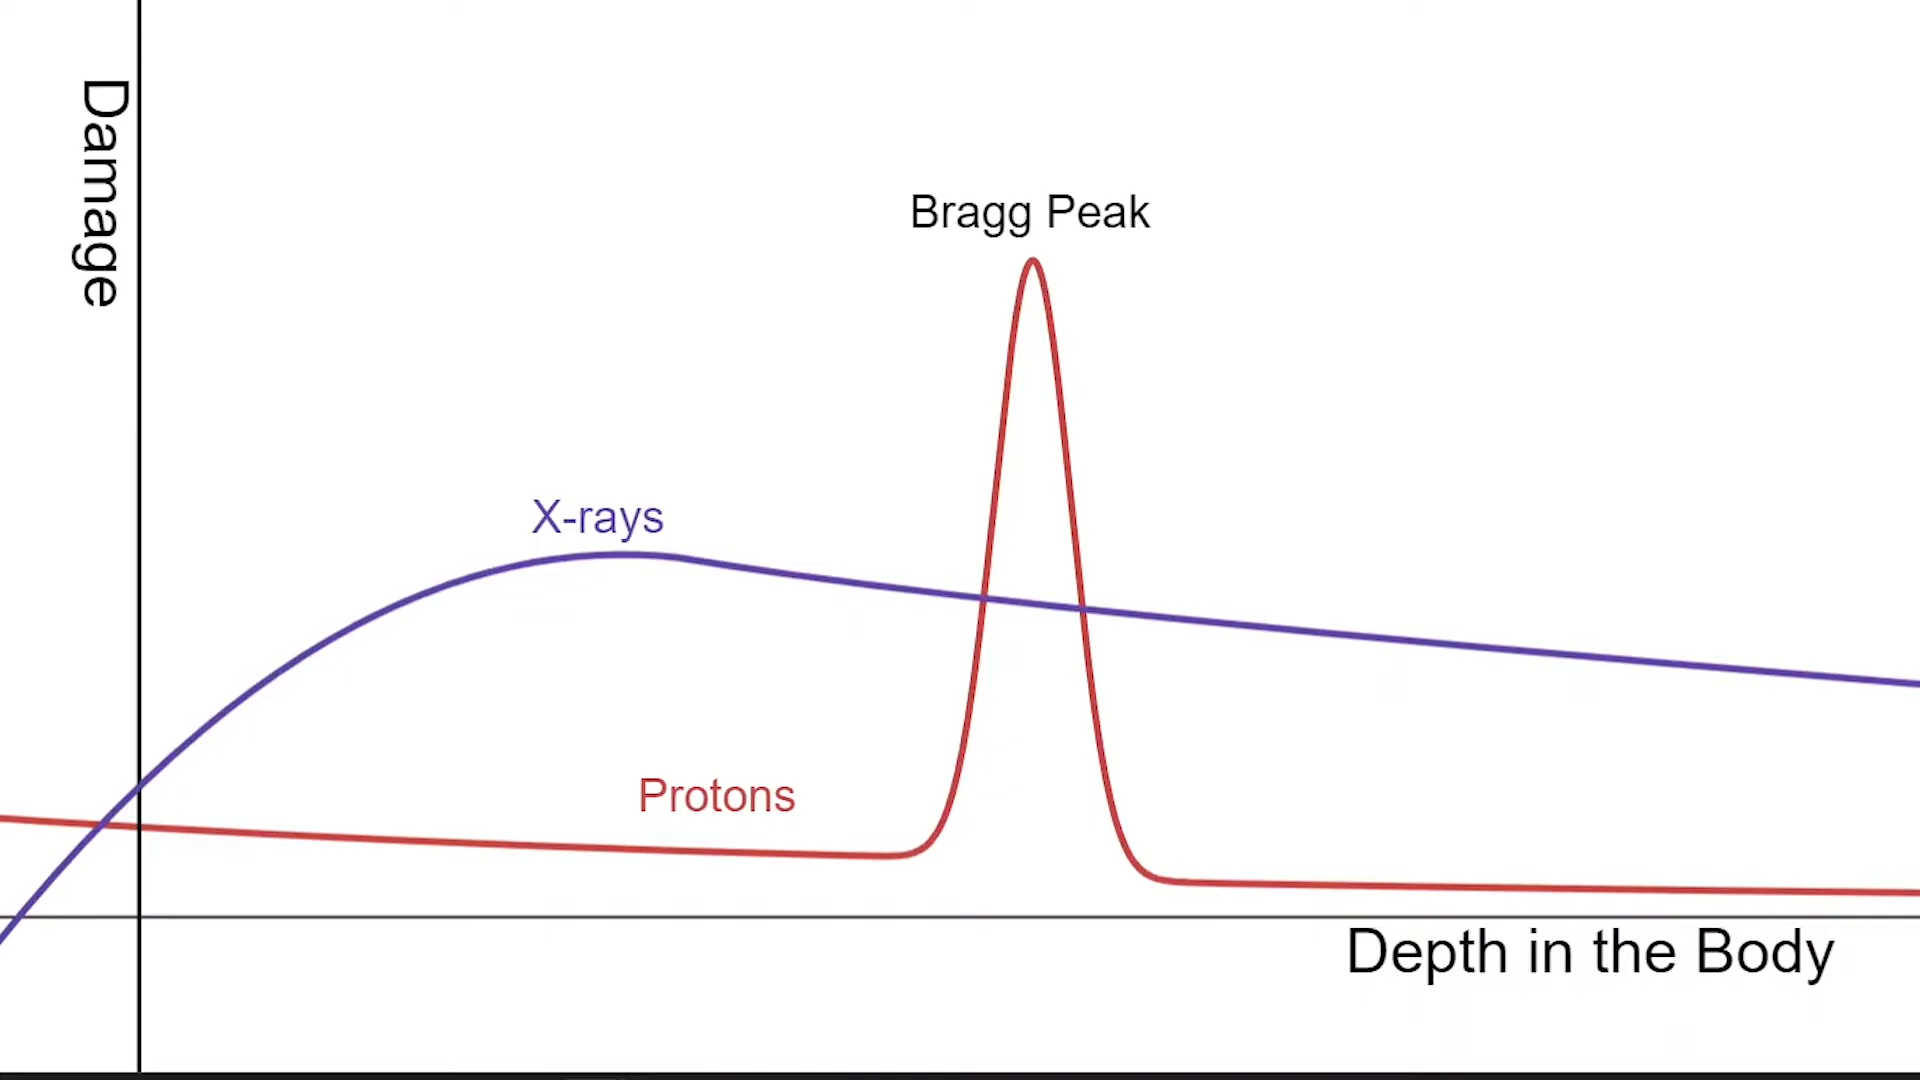 Damage
Bragg Peak
X-rays
Protons
Depth in the Body